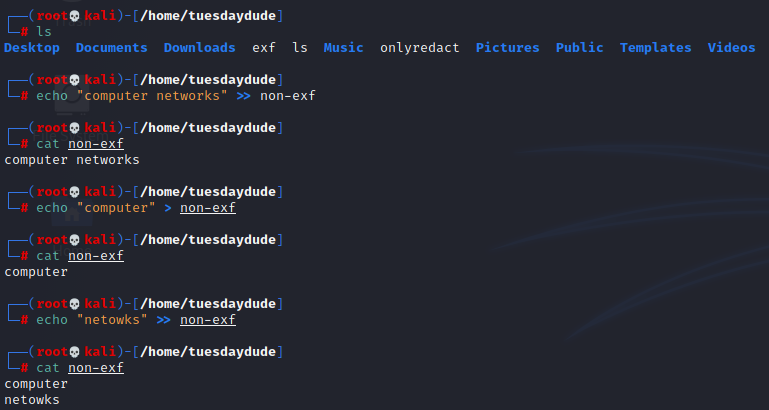 ┌──(root💀kali)-[/home/tuesdaydude]
└─# ls
Desktop  Documents  Downloads  exf  ls  Music  onlyredact  Pictures  Public  Templates  Videos
┌──(root💀kali)-[/home/tuesdaydude]
└─# echo "computer networks" >> non-exf
┌──(root💀kali)-[/home/tuesdaydude]
└─# cat non-exf
computer networks
┌──(root💀kali)-[/home/tuesdaydude]
└─# echo "computer" > non-exf
┌──(root💀kali)-[/home/tuesdaydude]
└─# cat non-exf
computer
┌──(root💀kali)-[/home/tuesdaydude]
└─# echo "netowks" >> non-exf
┌──(root💀kali)-[/home/tuesdaydude]
└─# cat non-exf
computer
netowks